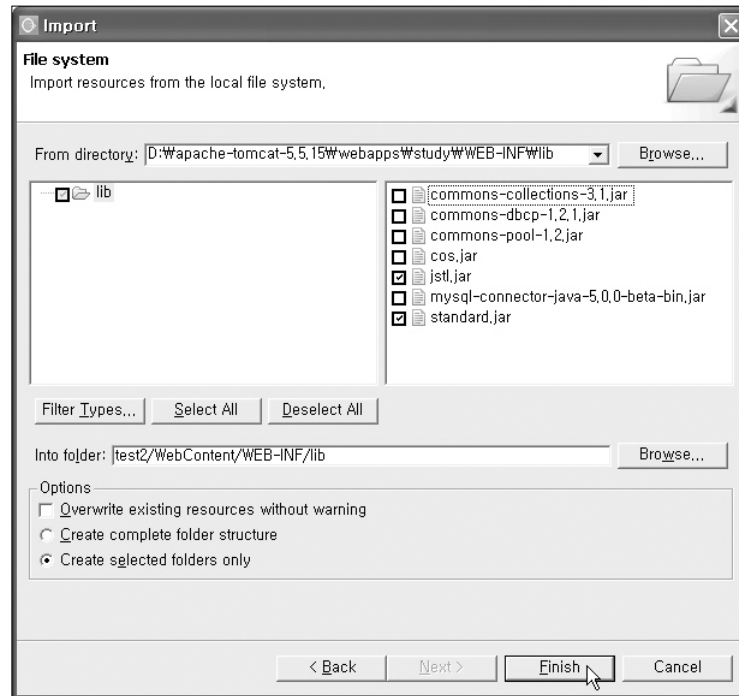 Import
File system
Import resources from the local file system.
From directory: D:₩apache-tomcat-5.5.15₩webapps₩study₩WEB-INF₩lib
Browse...
lib
commons-collections-3.1.jar
commons-dbcp-1.2.1.jar
commons-pool-1.2.jar
cos.jar
jstl.jar
mysql-connector-java-5.0.0-beta-bin.jar
standard.jar
Filter Types... Select All Deselect All
Into folder: test2/WebContent/WEB-INF/lib Browse...
Options
Overwrite existing resources without warning
Create complete folder structure
Create selected folders only
< Back Next > Finish Cancel